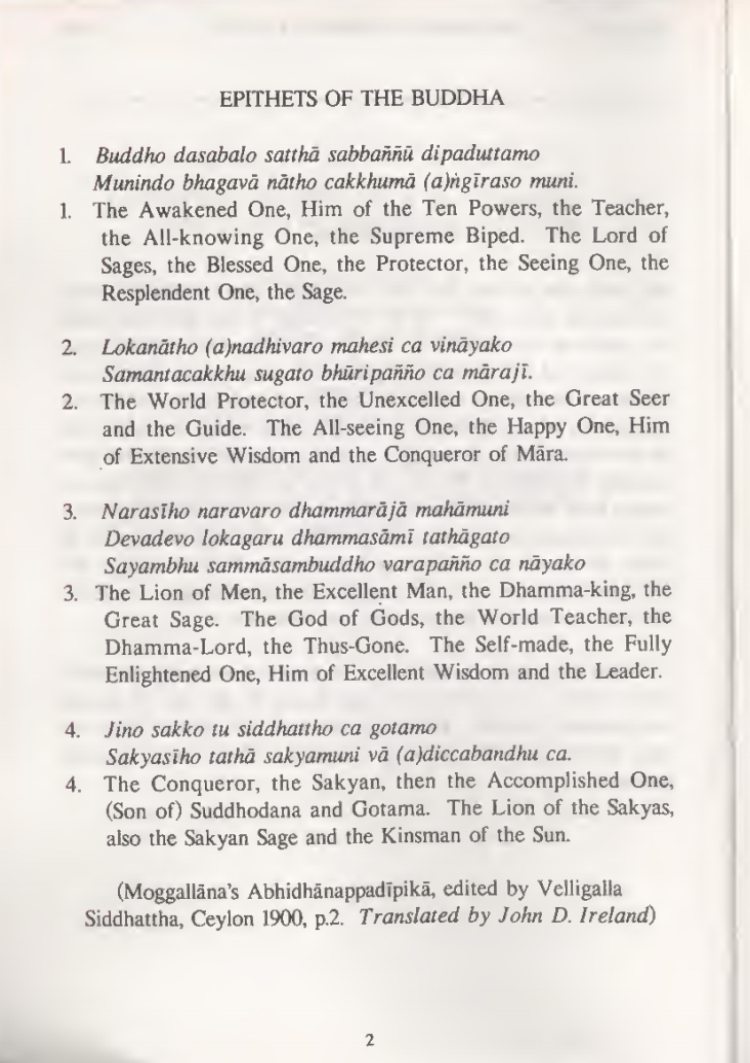 EPITHETS OF THE BUDDHA
1. Buddho dasabalo satthā sabbaññū dipaduttamo
Munindo bhagavā nātho cakkhumā (a)ṅgīraso muni.
1. The Awakened One, Him of the Ten Powers, the Teacher,
the All-knowing One, the Supreme Biped. The Lord of
Sages, the Blessed One, the Protector, the Seeing One, the
Resplendent One, the Sage.
2. Lokanātho (a)nadhivaro mahesi ca vināyako
Samantacakkhu sugato bhūripañño ca mārajī.
2. The World Protector, the Unexcelled One, the Great Seer
and the Guide. The All-seeing One, the Happy One, Him
of Extensive Wisdom and the Conqueror of Māra.
3. Narasīho naravaro dhammarājā mahāmuni
Devadevo lokagaru dhammasāmī tathāgato
Sayambhu sammāsambuddho varapañño ca nāyako
3. The Lion of Men, the Excellent Man, the Dhamma-king, the
Great Sage. The God of Gods, the World Teacher, the
Dhamma-Lord, the Thus-Gone. The Self-made, the Fully
Enlightened One, Him of Excellent Wisdom and the Leader.
4. Jino sakko tu siddhattho ca gotamo
Sakyasīho tathā sakyamuni vā (a)diccabandhu ca.
4. The Conqueror, the Sakyan, then the Accomplished One,
(Son of) Suddhodana and Gotama. The Lion of the Sakyas,
also the Sakyan Sage and the Kinsman of the Sun.
(Moggallāna's Abhidhānappadīpikā, edited by Velligalla
Siddhattha, Ceylon 1900, p.2. Translated by John D. Ireland)
2